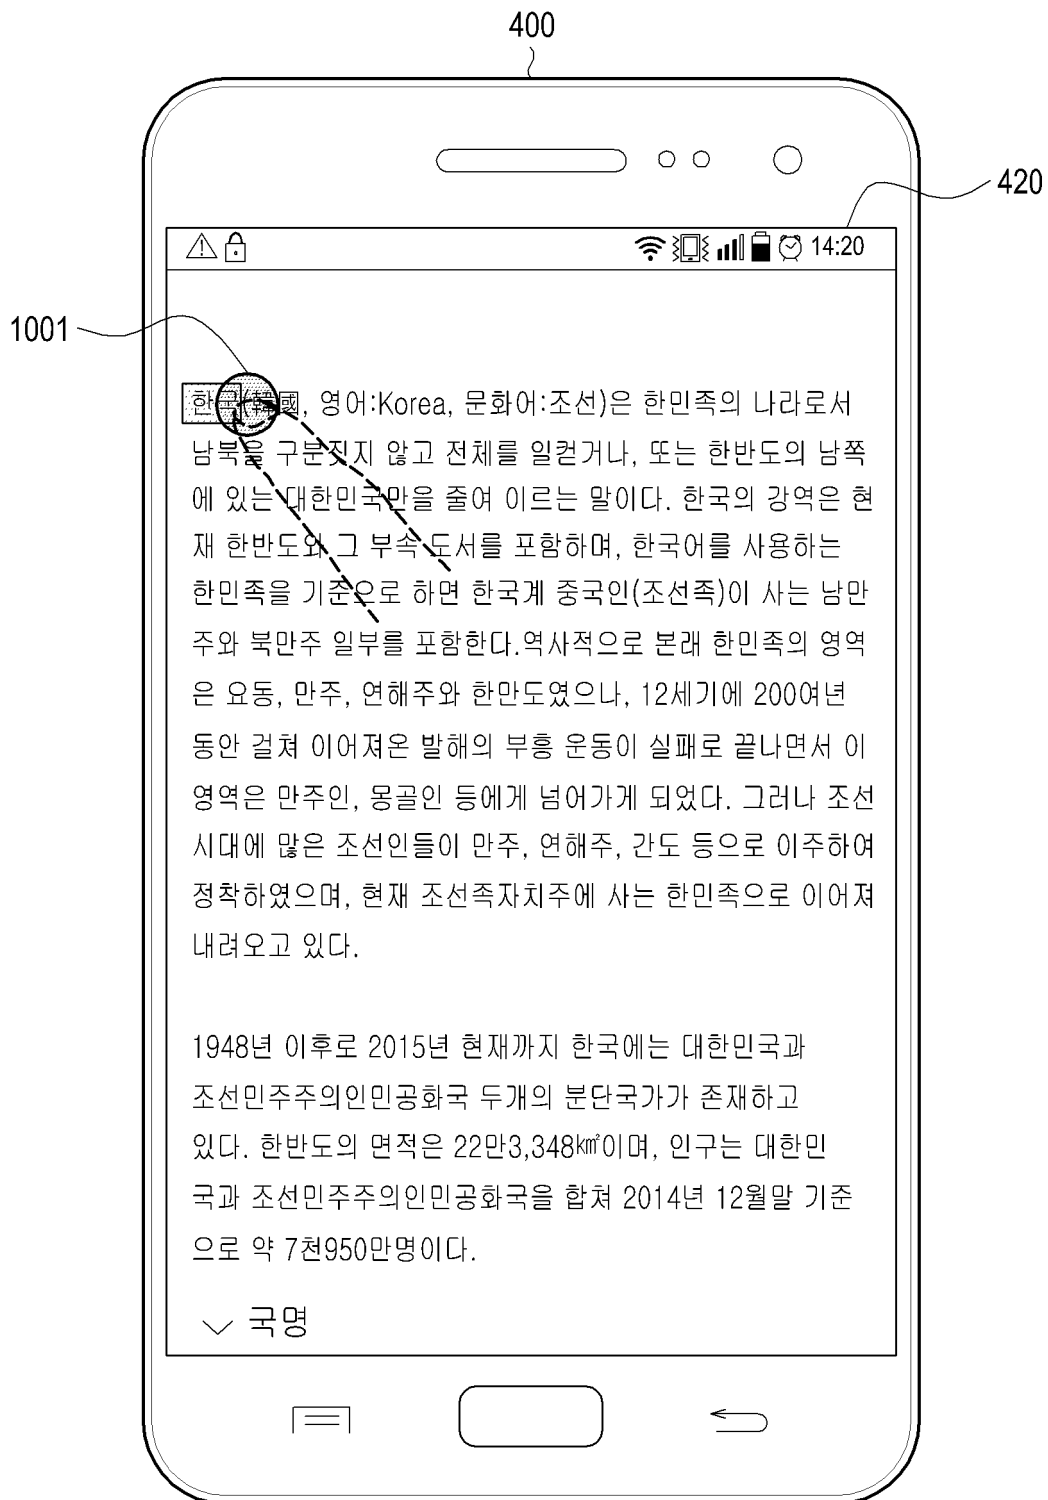 400
420
14:20
1001
한국(韓國, 영어:Korea, 문화어:조선)은 한민족의 나라로서
남북을 구분짓지 않고 전체를 일컫거나, 또는 한반도의 남쪽
에 있는 대한민국만을 줄여 이르는 말이다. 한국의 강역은 현
재 한반도와 그 부속 도서를 포함하며, 한국어를 사용하는
한민족을 기준으로 하면 한국계 중국인(조선족)이 사는 남만
주와 북만주 일부를 포함한다.역사적으로 본래 한민족의 영역
은 요동, 만주, 연해주와 한만도였으나, 12세기에 200여년
동안 걸쳐 이어져온 발해의 부흥 운동이 실패로 끝나면서 이
영역은 만주인, 몽골인 등에게 넘어가게 되었다. 그러나 조선
시대에 많은 조선인들이 만주, 연해주, 간도 등으로 이주하여
정착하였으며, 현재 조선족자치주에 사는 한민족으로 이어져
내려오고 있다.
1948년 이후로 2015년 현재까지 한국에는 대한민국과
조선민주주의인민공화국 두개의 분단국가가 존재하고
있다. 한반도의 면적은 22만3,348㎢이며, 인구는 대한민
국과 조선민주주의인민공화국을 합쳐 2014년 12월말 기준
으로 약 7천950만명이다.
국명